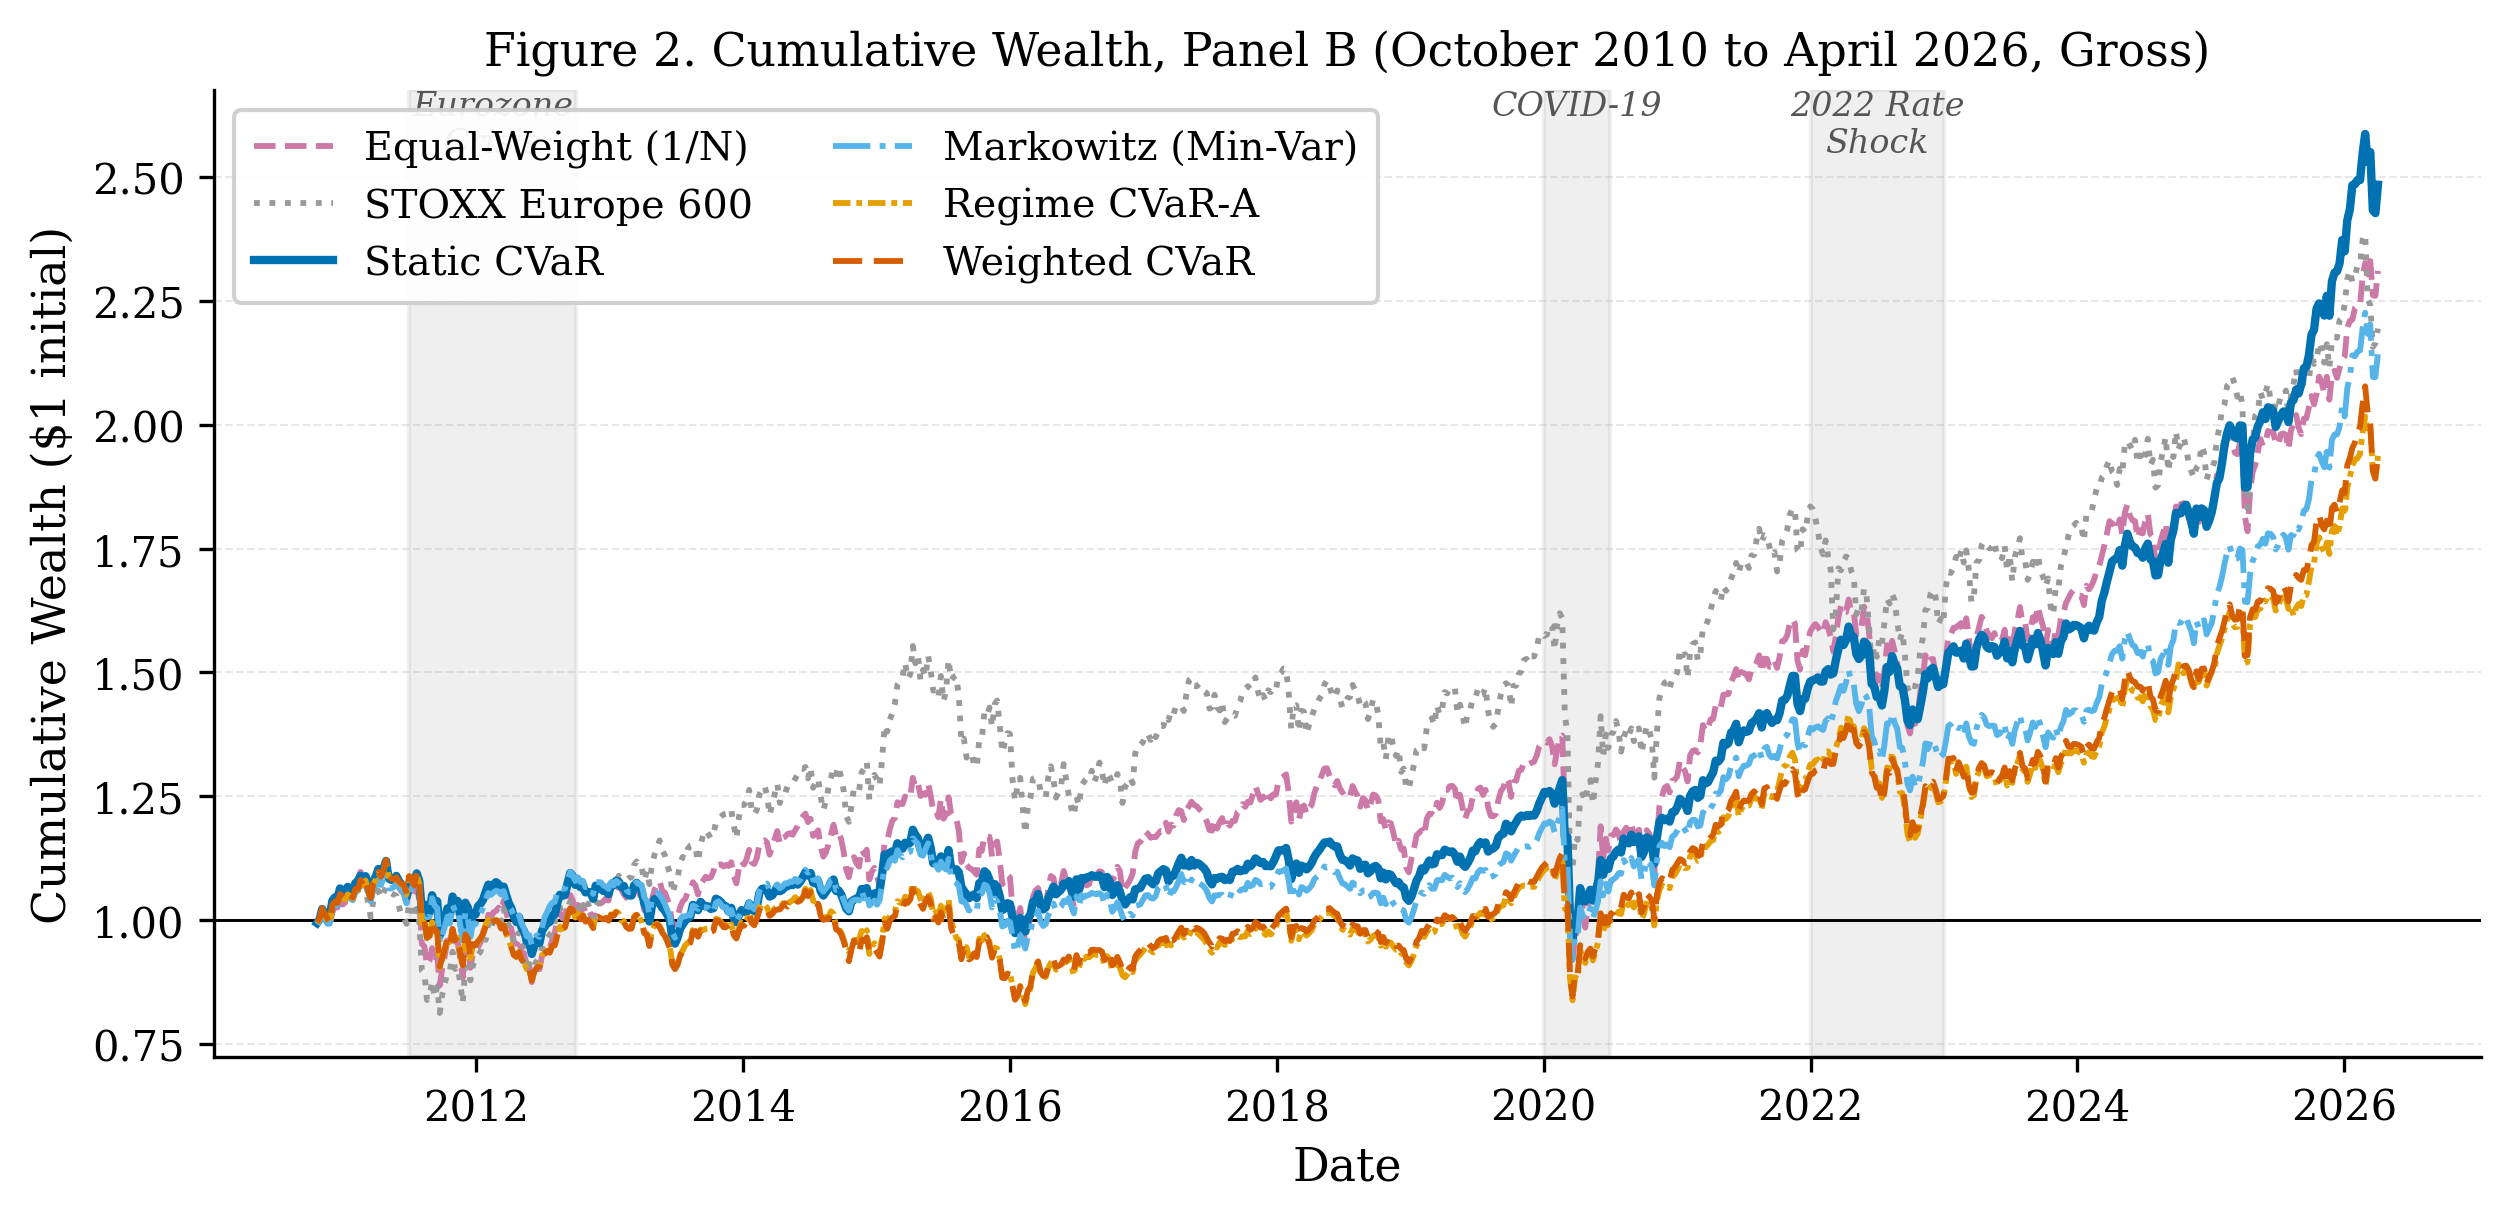 Figure 2. Cumulative Wealth, Panel B (October 2010 to April 2026, Gross)
Eurozone
COVID-19
2022 Rate
Shock
Equal-Weight (1/N)
STOXX Europe 600
Static CVaR
Markowitz (Min-Var)
Regime CVaR-A
Weighted CVaR
Cumulative Wealth ($1 initial)
2.50
2.25
2.00
1.75
1.50
1.25
1.00
0.75
2012
2014
2016
2018
2020
2022
2024
2026
Date